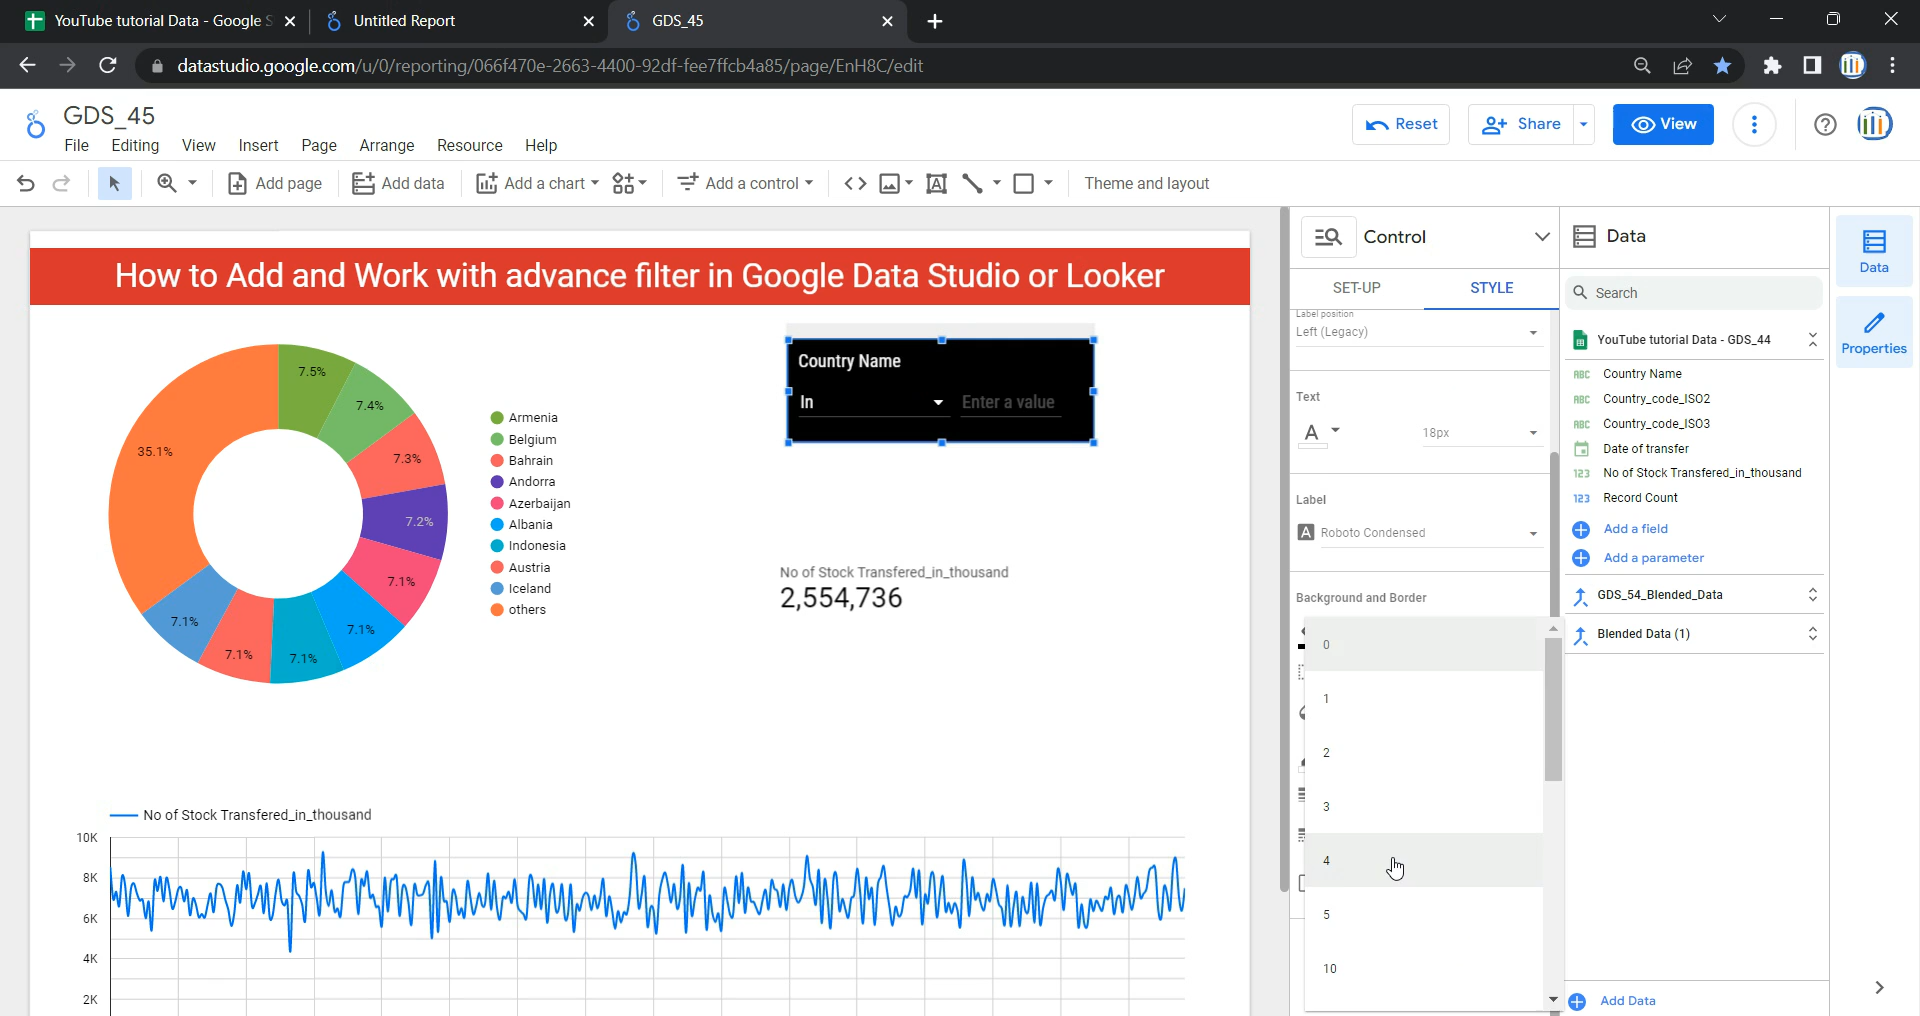 YouTube tutorial Data - Google S
Untitled Report
GDS_45
datastudio.google.com/u/0/reporting/066f470e-2663-4400-92df-fee7ffcb4a85/page/EnH8C/edit
GDS_45
File Editing View Insert Page Arrange Resource Help
Reset
Share
View
Add page
Add data
Add a chart
Add a control
Theme and layout
How to Add and Work with advance filter in Google Data Studio or Looker
7.5%
7.4%
7.3%
7.2%
7.1%
7.1%
7.1%
7.1%
7.1%
35.1%
Armenia
Belgium
Bahrain
Andorra
Azerbaijan
Albania
Indonesia
Austria
Iceland
others
Country Name
In
Enter a value
No of Stock Transfered_in_thousand
2,554,736
No of Stock Transfered_in_thousand
10K
8K
6K
4K
2K
Control
SET-UP
STYLE
Label position
Left (Legacy)
Text
A
18px
Label
A Roboto Condensed
Background and Border
0
1
2
3
4
5
10
Data
Search
YouTube tutorial Data - GDS_44
ABC Country Name
ABC Country_code_ISO2
ABC Country_code_ISO3
Date of transfer
123 No of Stock Transfered_in_thousand
123 Record Count
Add a field
Add a parameter
GDS_54_Blended_Data
Blended Data (1)
Add Data
Data
Properties